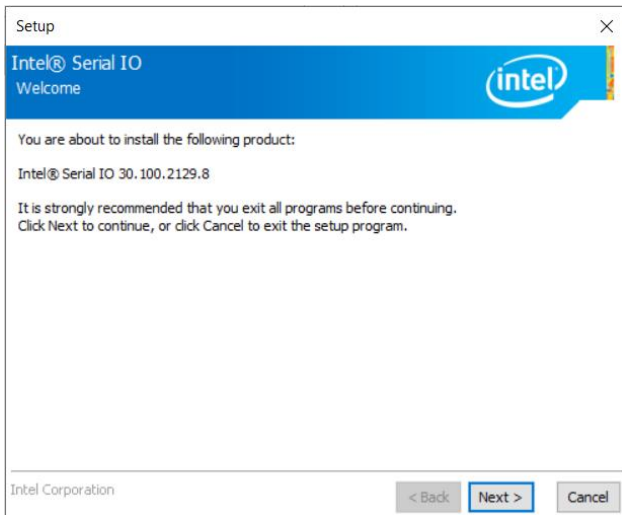 Setup
Intel® Serial IO
Welcome
intel
You are about to install the following product:
Intel® Serial IO 30.100.2129.8
It is strongly recommended that you exit all programs before continuing.
Click Next to continue, or click Cancel to exit the setup program.
Intel Corporation
< Back Next > Cancel